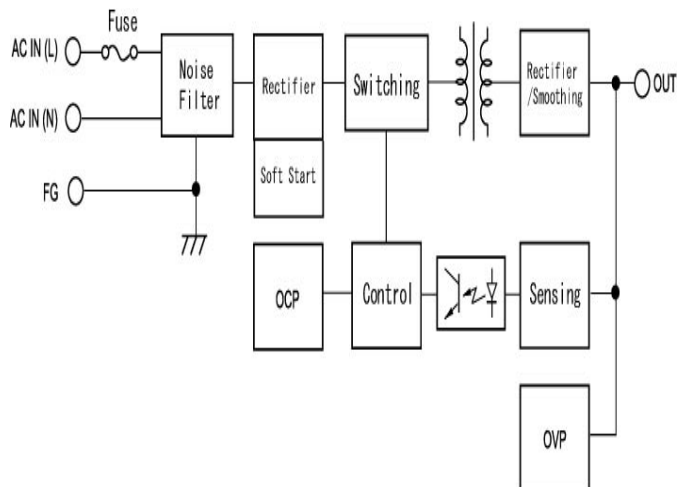 Fuse
AC IN (L)
Noise
Filter
Rectifier
Switching
Rectifier
/Smoothing
OUT
AC IN (N)
Soft Start
FG
OCP
Control
Sensing
OVP